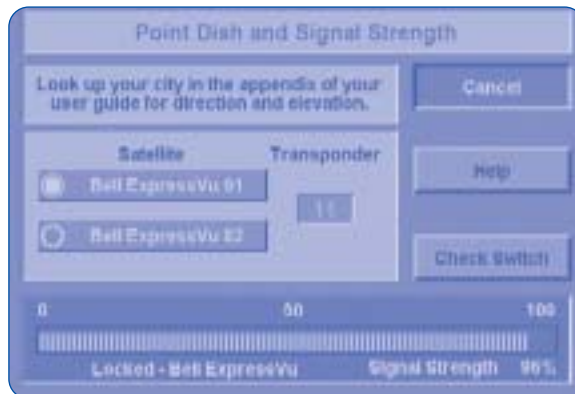 Point Dish and Signal Strength
Look up your city in the appendix of your
user guide for direction and elevation.
Cancel
Satellite Transponder
Bell ExpressVu 91
11
Help
Bell ExpressVu 82
Check Switch
0 50 100
Locked - Bell ExpressVu Signal Strength 96%